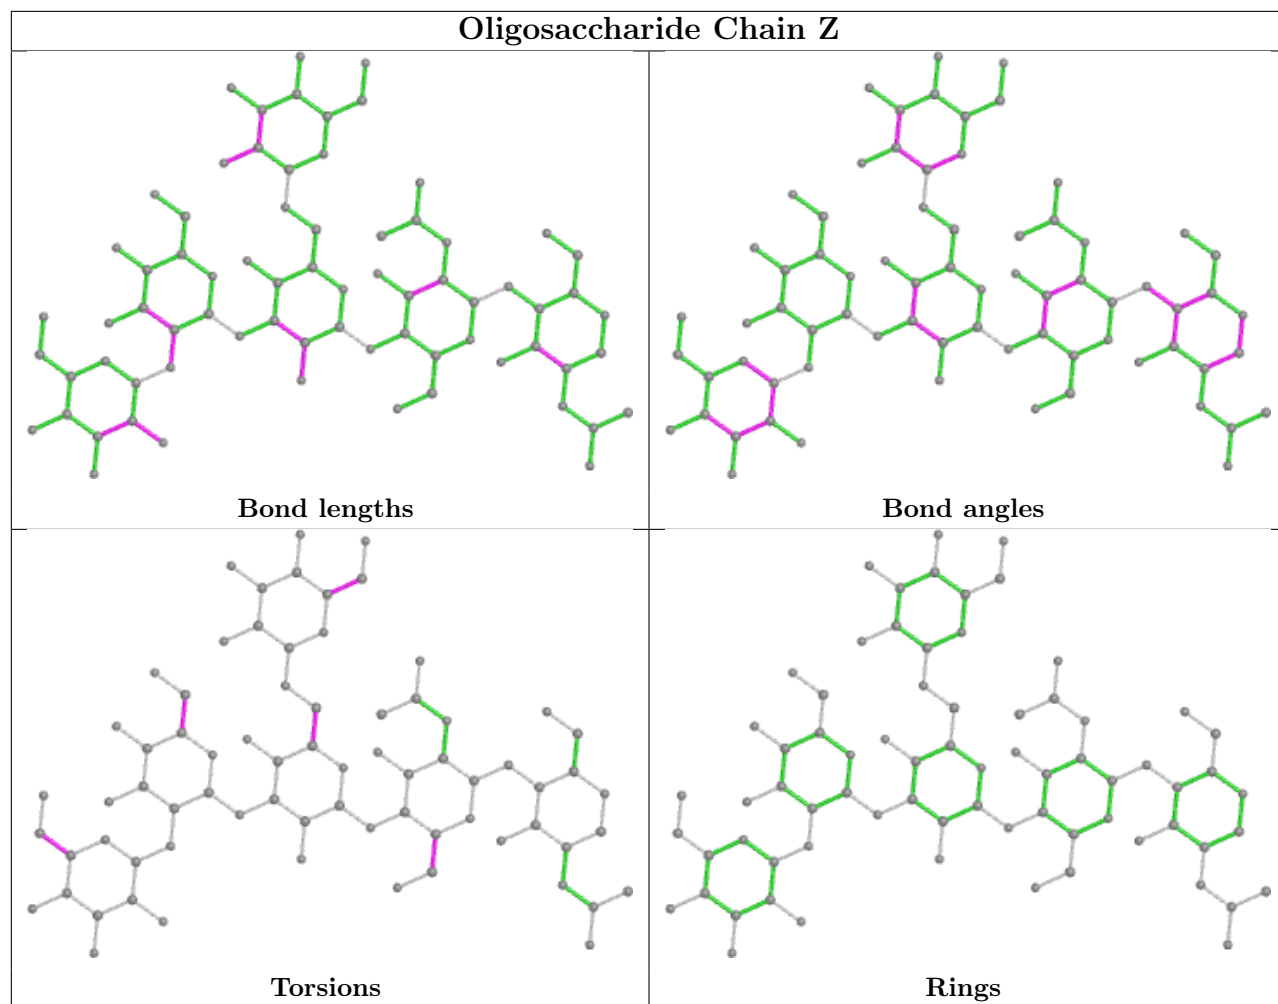 Oligosaccharide Chain Z
Bond lengths
Bond angles
Torsions
Rings